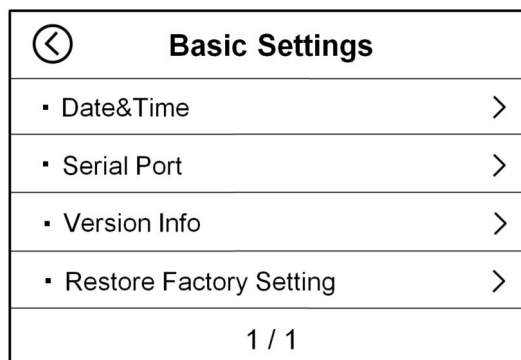 Basic Settings
▪ Date&Time
▪ Serial Port
▪ Version Info
▪ Restore Factory Setting
1 / 1